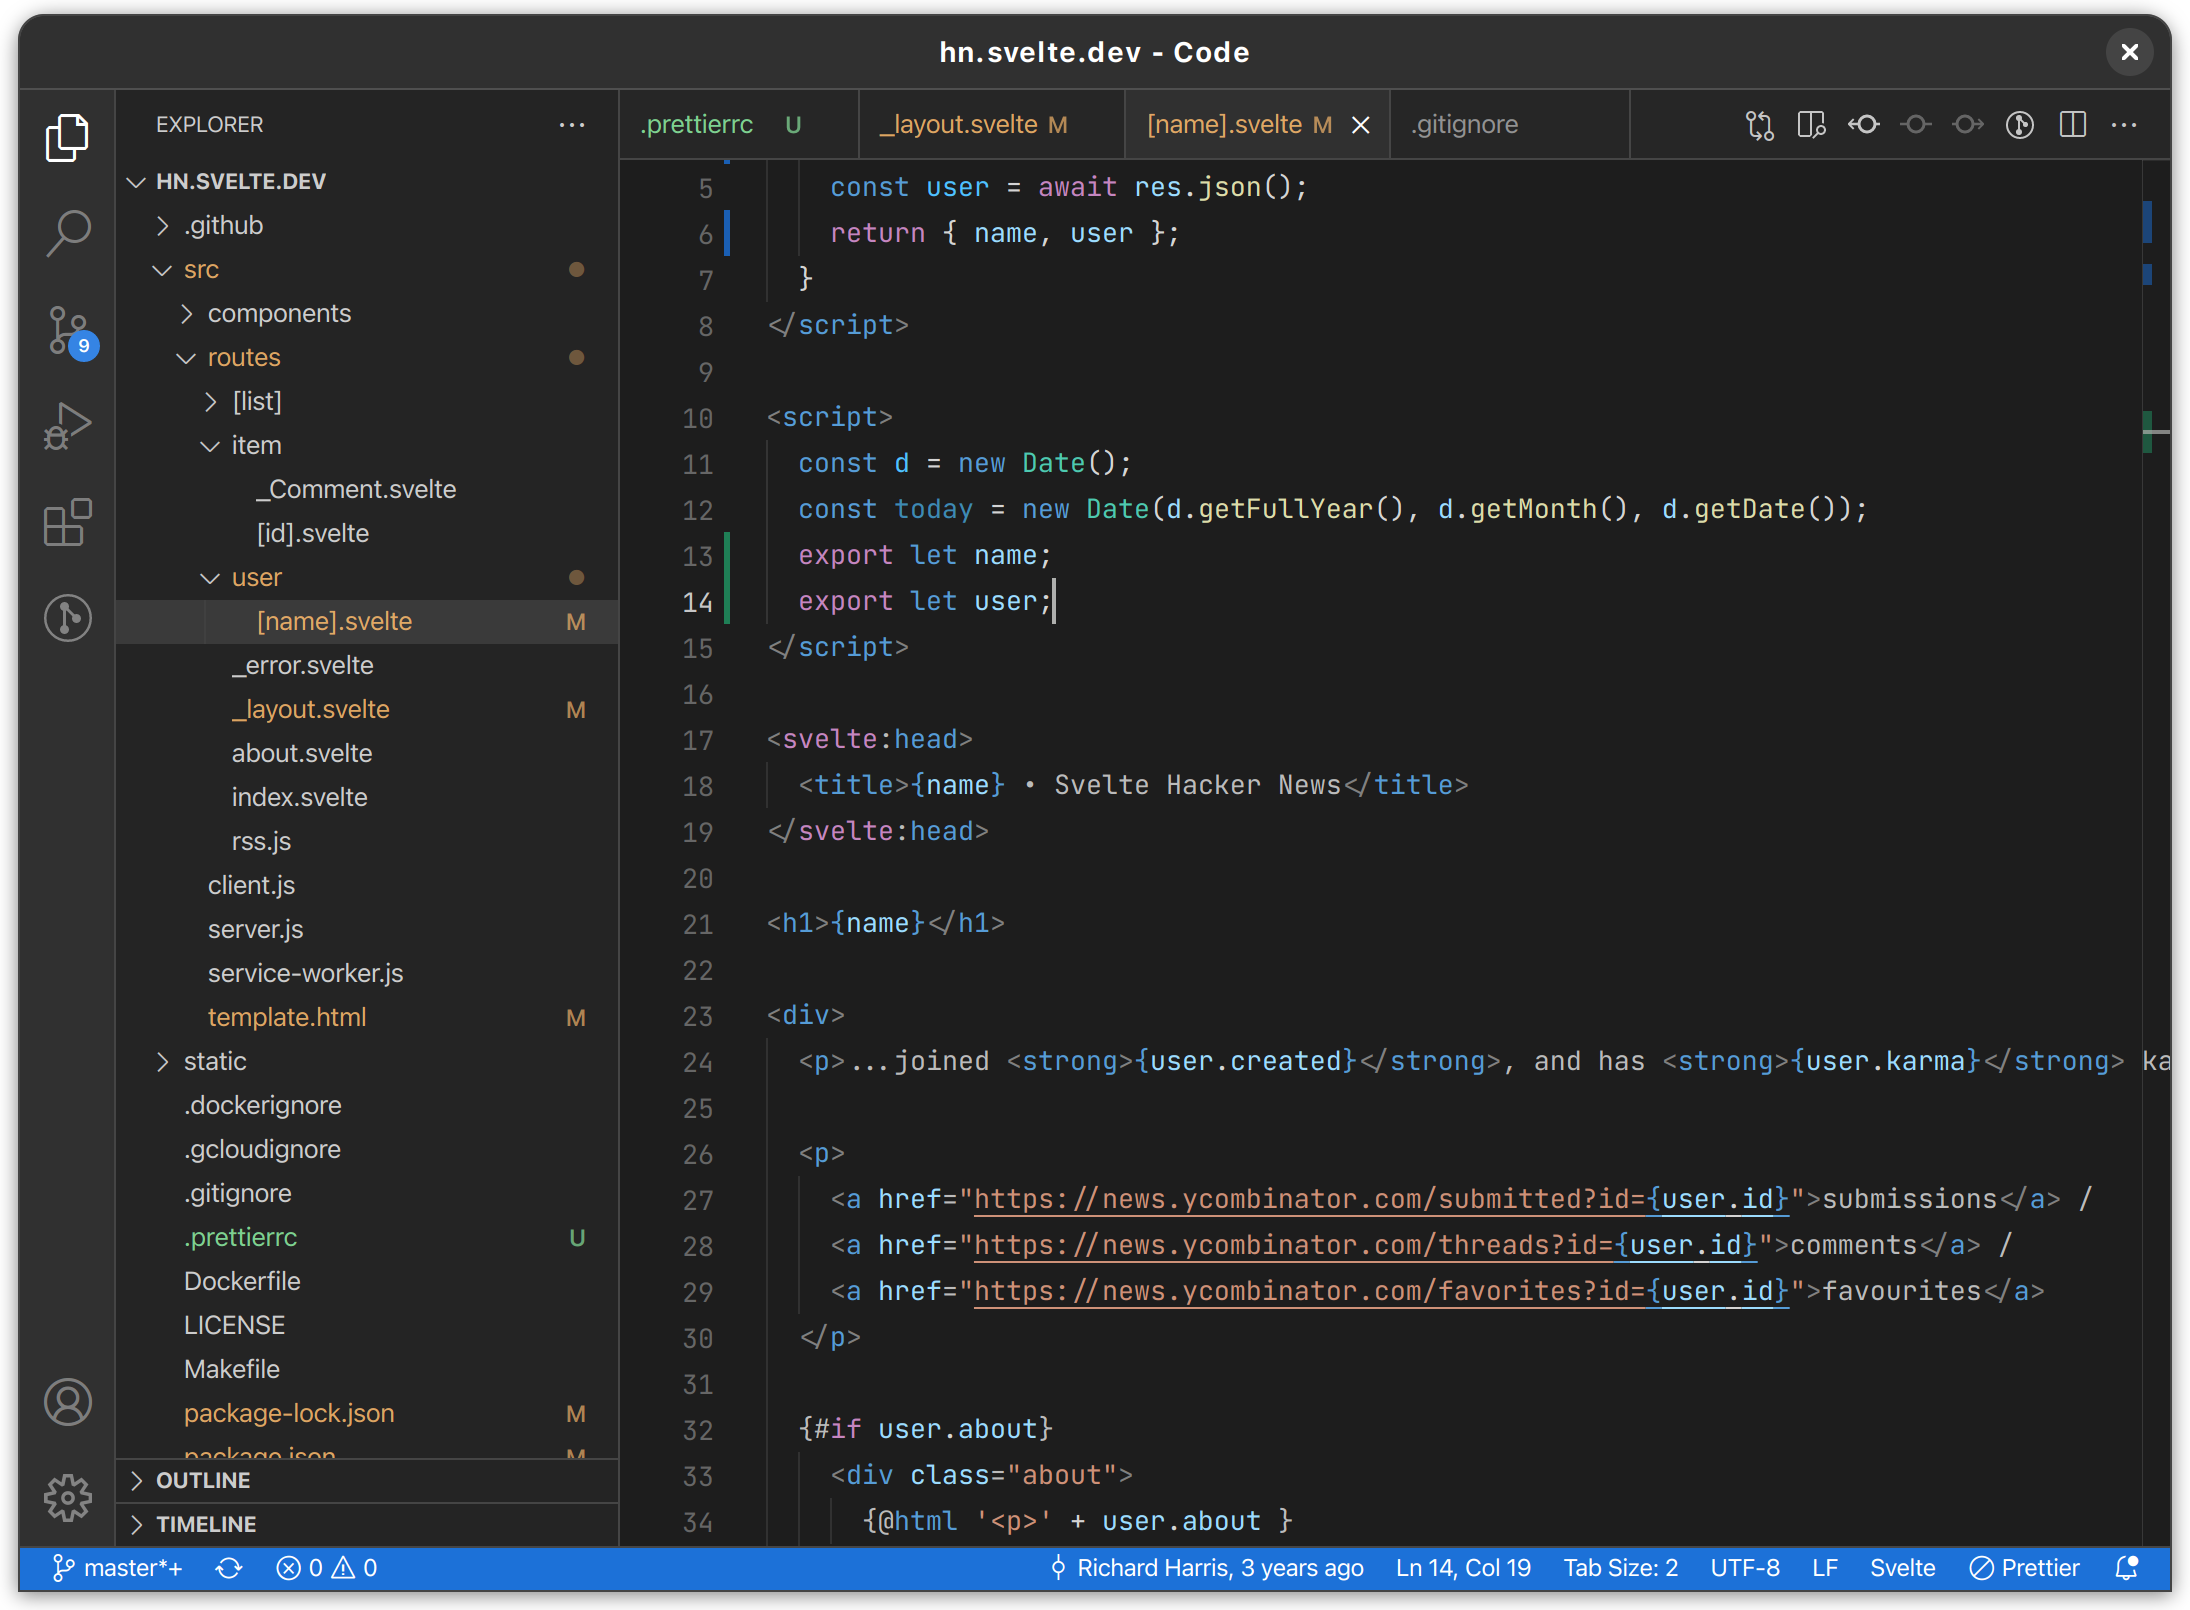 hn.svelte.dev - Code
EXPLORER
HN.SVELTE.DEV
.github
src
components
routes
[list]
item
_Comment.svelte
[id].svelte
user
[name].svelte M
_error.svelte
_layout.svelte M
about.svelte
index.svelte
rss.js
client.js
server.js
service-worker.js
template.html M
static
.dockerignore
.gcloudignore
.gitignore
.prettierrc U
Dockerfile
LICENSE
Makefile
package-lock.json M
package.json M
OUTLINE
TIMELINE
9
.prettierrc U _layout.svelte M [name].svelte M .gitignore
5 const user = await res.json();
6 return { name, user };
7 }
8 </script>
9
10 <script>
11 const d = new Date();
12 const today = new Date(d.getFullYear(), d.getMonth(), d.getDate());
13 export let name;
14 export let user;
15 </script>
16
17 <svelte:head>
18 <title>{name} • Svelte Hacker News</title>
19 </svelte:head>
20
21 <h1>{name}</h1>
22
23 <div>
24 <p>...joined <strong>{user.created}</strong>, and has <strong>{user.karma}</strong> ka
25
26 <p>
27 <a href="https://news.ycombinator.com/submitted?id={user.id}">submissions</a> /
28 <a href="https://news.ycombinator.com/threads?id={user.id}">comments</a> /
29 <a href="https://news.ycombinator.com/favorites?id={user.id}">favourites</a>
30 </p>
31
32 {#if user.about}
33 <div class="about">
34 {@html '<p>' + user.about }
master*+ 0 0 Richard Harris, 3 years ago Ln 14, Col 19 Tab Size: 2 UTF-8 LF Svelte Prettier